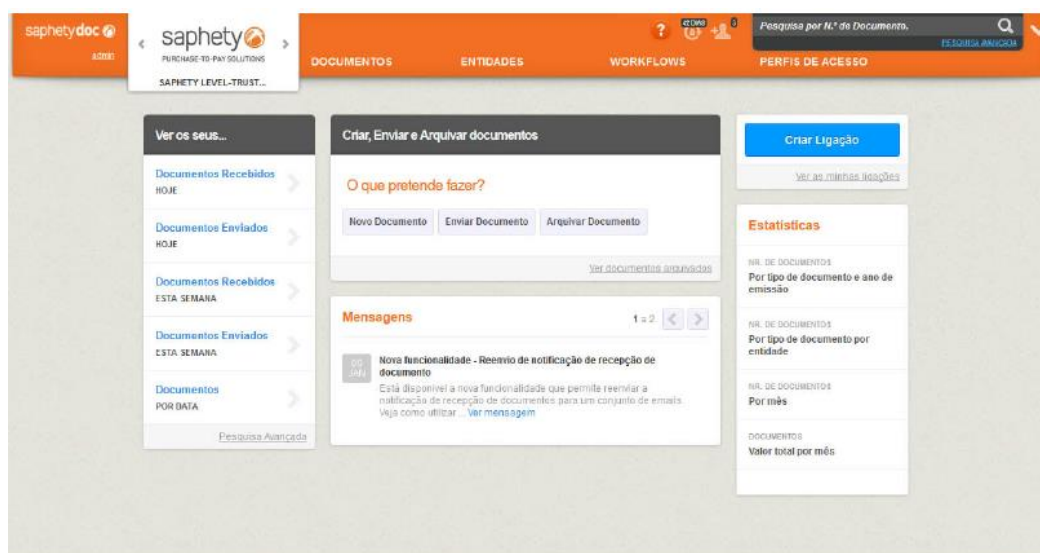 saphetydoc
admin
saphety
PURCHASE-TO-PAY SOLUTIONS
SAPHETY LEVEL-TRUST...
?
Pesquisa por N.º de Documento.
PESQUISA AVANÇADA
DOCUMENTOS
ENTIDADES
WORKFLOWS
PERFIS DE ACESSO
Ver os seus...
Documentos Recebidos
HOJE
Documentos Enviados
HOJE
Documentos Recebidos
ESTA SEMANA
Documentos Enviados
ESTA SEMANA
Documentos
POR DATA
Pesquisa Avançada
Criar, Enviar e Arquivar documentos
O que pretende fazer?
Novo Documento
Enviar Documento
Arquivar Documento
Ver documentos arquivados
Mensagens
1 a 2
05
JAN
Nova funcionalidade - Reenvio de notificação de recepção de
documento
Está disponível a nova funcionalidade que permite reenviar a
notificação de recepção de documentos para um conjunto de emails.
Veja como utilizar ... Ver mensagem
Criar Ligação
Ver as minhas ligações
Estatísticas
NR. DE DOCUMENTOS
Por tipo de documento e ano de
emissão
NR. DE DOCUMENTOS
Por tipo de documento por
entidade
NR. DE DOCUMENTOS
Por mês
DOCUMENTOS
Valor total por mês